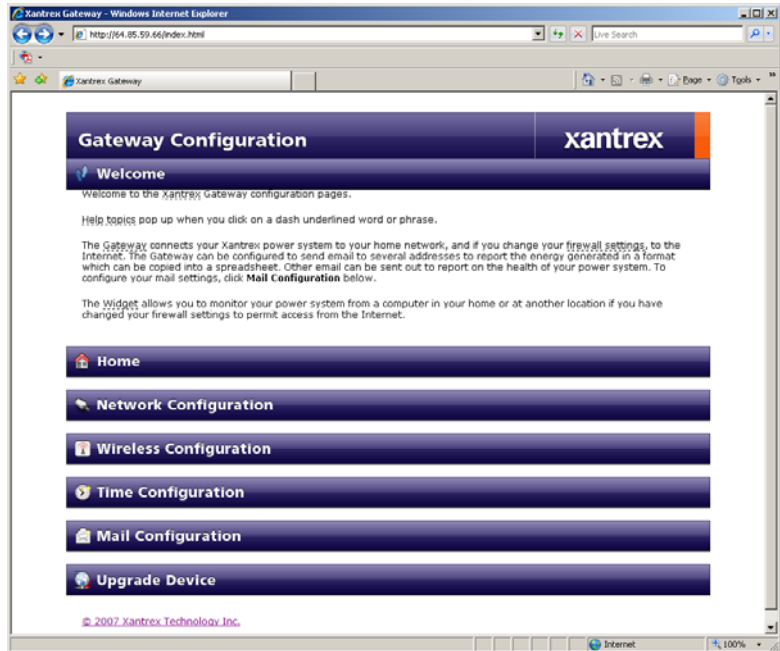 Xantrex Gateway - Windows Internet Explorer
http://64.85.59.66/index.html
Live Search
Xantrex Gateway
Page
Tools
Gateway Configuration
xantrex
Welcome
Welcome to the Xantrex Gateway configuration pages.
Help topics pop up when you click on a dash underlined word or phrase.
The Gateway connects your Xantrex power system to your home network, and if you change your firewall settings, to the
Internet. The Gateway can be configured to send email to several addresses to report the energy generated in a format
which can be copied into a spreadsheet. Other email can be sent out to report on the health of your power system. To
configure your mail settings, click Mail Configuration below.
The Widget allows you to monitor your power system from a computer in your home or at another location if you have
changed your firewall settings to permit access from the Internet.
Home
Network Configuration
Wireless Configuration
Time Configuration
Mail Configuration
Upgrade Device
© 2007 Xantrex Technology Inc.
Internet
100%